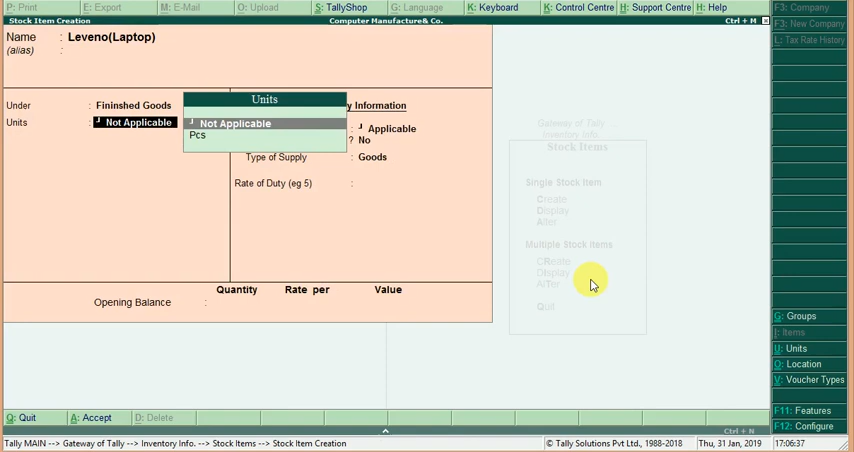 P: Print E: Export M: E-Mail O: Upload S: TallyShop G: Language K: Keyboard K: Control Centre H: Support Centre H: Help F3: Company
Stock Item Creation Computer Manufacture& Co. Ctrl + M x F3: New Company
Name : Leveno(Laptop) L: Tax Rate History
(alias) :
Under : Fininshed Goods y Information
Units : ┘ Not Applicable
Units
┘ Not Applicable
Pcs
: ┘ Applicable
? No
Type of Supply : Goods
Rate of Duty (eg 5) :
Gateway of Tally ...
Inventory Info. ...
Stock Items
Single Stock Item
Create
Display
Alter
Multiple Stock Items
CReate
DIsplay
AlTer
Quit
Quantity Rate per Value
Opening Balance :
G: Groups
I: Items
U: Units
O: Location
V: Voucher Types
F11: Features
F12: Configure
Q: Quit A: Accept D: Delete
Ctrl + N
Tally MAIN --> Gateway of Tally --> Inventory Info. --> Stock Items --> Stock Item Creation © Tally Solutions Pvt Ltd., 1988-2018 Thu, 31 Jan, 2019 17:06:37